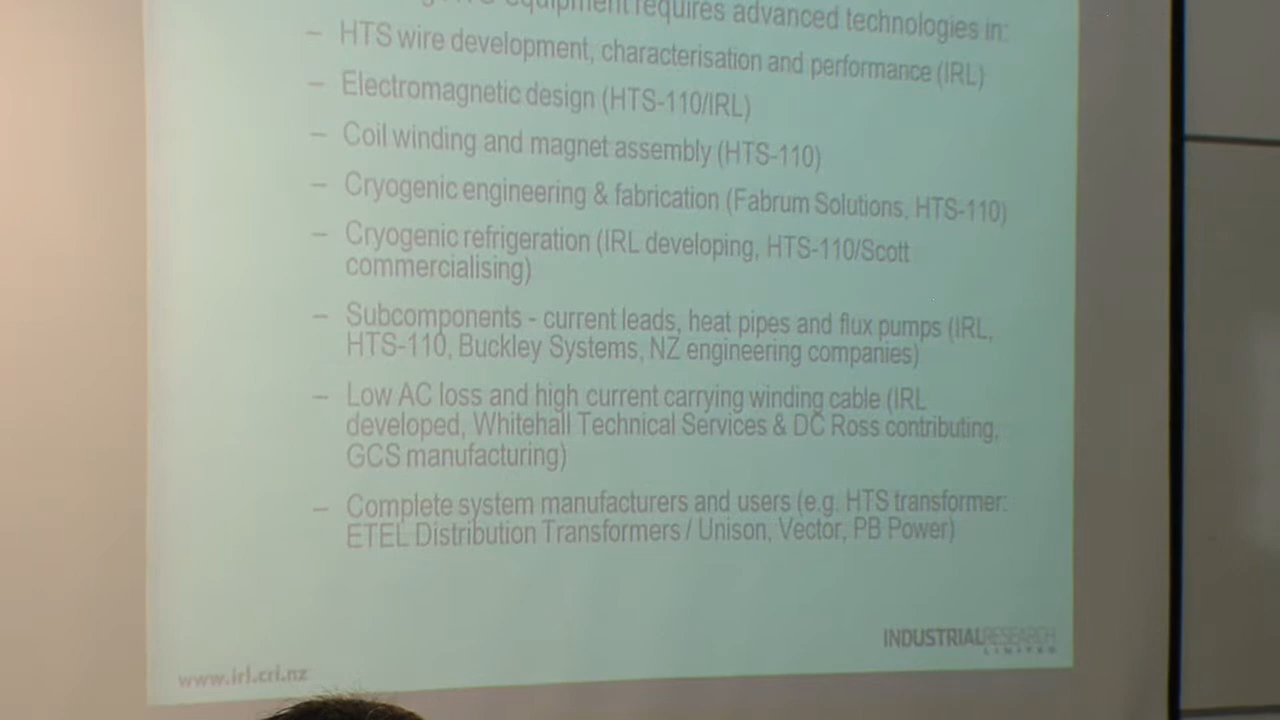 equipment requires advanced technologies in:
– HTS wire development, characterisation and performance (IRL)
– Electromagnetic design (HTS-110/IRL)
– Coil winding and magnet assembly (HTS-110)
– Cryogenic engineering & fabrication (Fabrum Solutions, HTS-110)
– Cryogenic refrigeration (IRL developing, HTS-110/Scott
commercialising)
– Subcomponents - current leads, heat pipes and flux pumps (IRL,
HTS-110, Buckley Systems, NZ engineering companies)
– Low AC loss and high current carrying winding cable (IRL
developed, Whitehall Technical Services & DC Ross contributing,
GCS manufacturing)
– Complete system manufacturers and users (e.g. HTS transformer:
ETEL Distribution Transformers / Unison, Vector, PB Power)
INDUSTRIALRESEARCH
LIMITED
www.irl.cri.nz